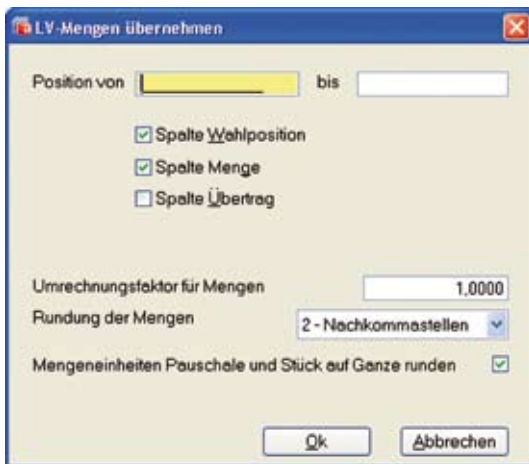 LV-Mengen übernehmen
Position von bis
Spalte Wahlposition
Spalte Menge
Spalte Übertrag
Umrechnungsfaktor für Mengen 1,0000
Rundung der Mengen 2 - Nachkommastellen
Mengeneinheiten Pauschale und Stück auf Ganze runden
Ok Abbrechen